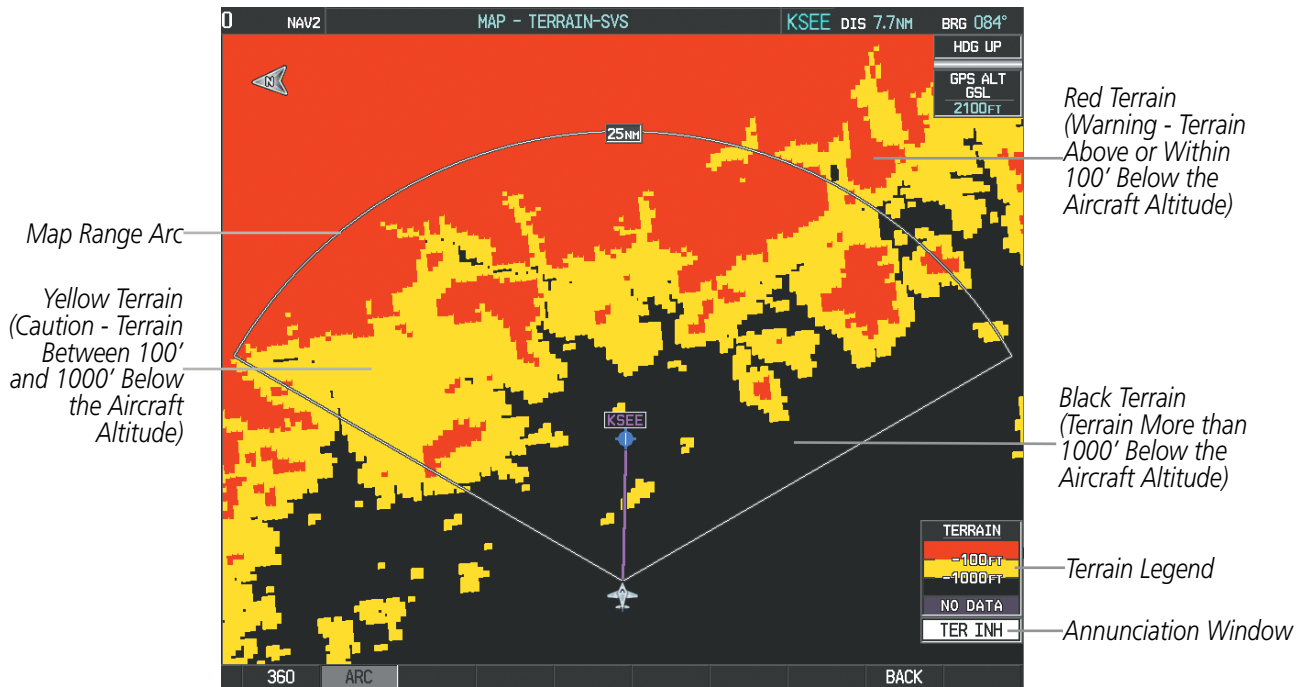 0 NAV2 MAP - TERRAIN-SVS KSEE DIS 7.7NM BRG 084°
HDG UP
N
GPS ALT
GSL
2100FT
25NM
Red Terrain
(Warning - Terrain
Above or Within
100’ Below the
Aircraft Altitude)
Map Range Arc
Yellow Terrain
(Caution - Terrain
Between 100’
and 1000’ Below
the Aircraft
Altitude)
KSEE
Black Terrain
(Terrain More than
1000’ Below the
Aircraft Altitude)
TERRAIN
-100FT
-1000FT
NO DATA
TER INH
Terrain Legend
Annunciation Window
360 ARC BACK